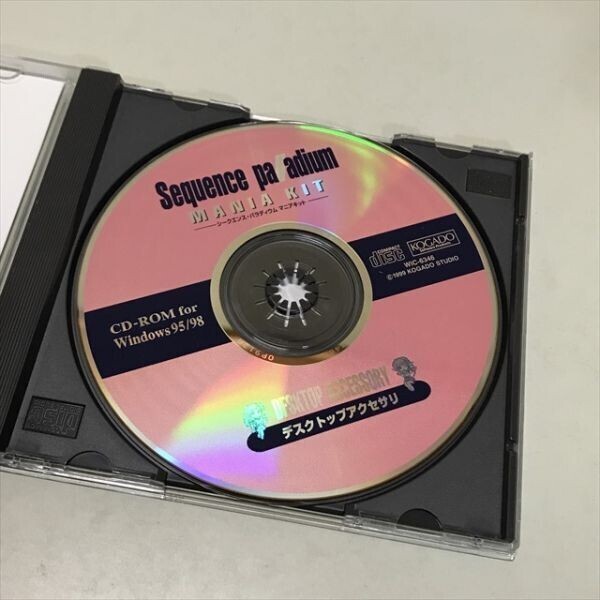 Sequence palladium
MANIA KIT
シークエンス・パラディウム マニアキット
COMPACT
disc
KOGADO
WIC-6346
©1999 KOGADO STUDIO
CD-ROM for
Windows 95/98
DESKTOP ACCESSORY
デスクトップアクセサリ